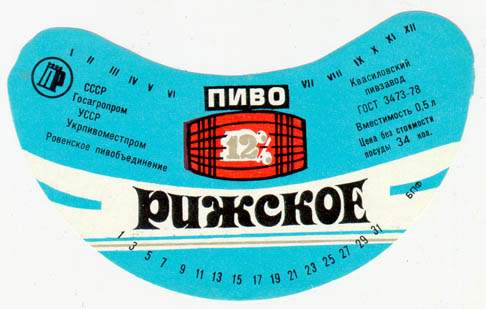 I II III IV V VI VII VIII IX X XI XII
СССР
Госагропром
УССР
Укрпивоместпром
Ровенское пивобъединение
ПИВО
12%
РИЖСКОЕ
Квасиловский
пивзавод
ГОСТ 3473-78
Вместимость 0,5 л
Цена без стоимости
посуды 34 коп.
БПФ
1 3 5 7 9 11 13 15 17 19 21 23 25 27 29 31